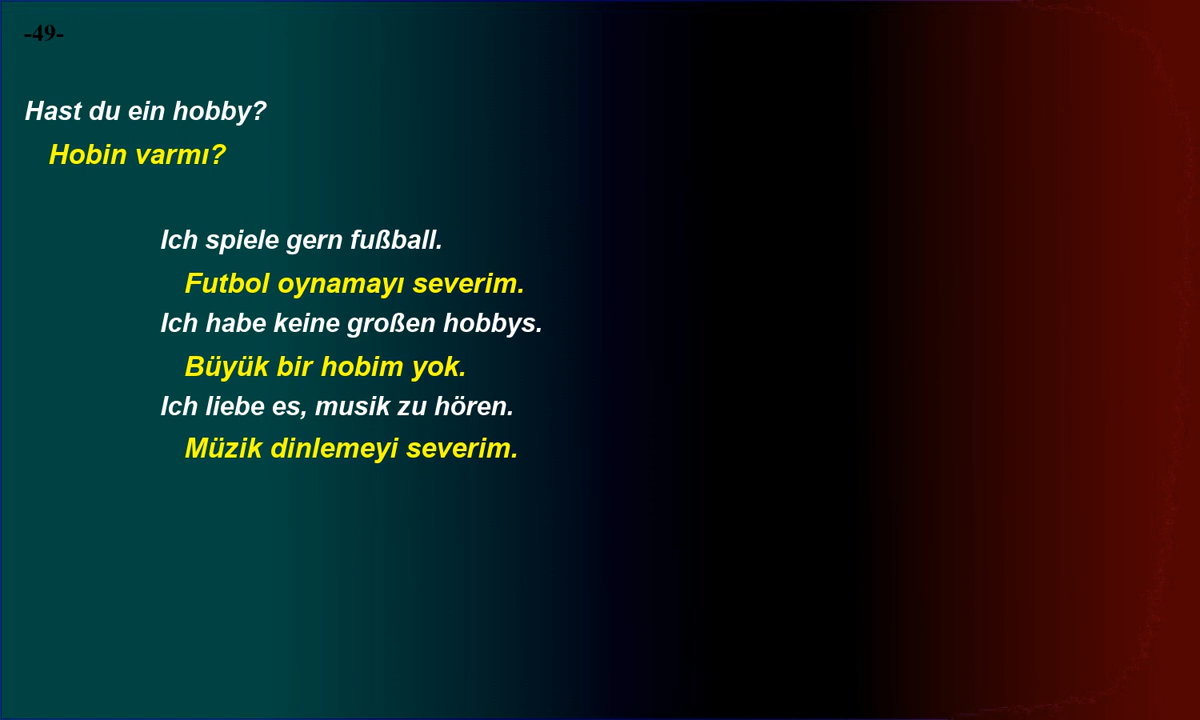 -49-
Hast du ein hobby?
Hobin varmı?
Ich spiele gern fußball.
Futbol oynamayı severim.
Ich habe keine großen hobbys.
Büyük bir hobim yok.
Ich liebe es, musik zu hören.
Müzik dinlemeyi severim.